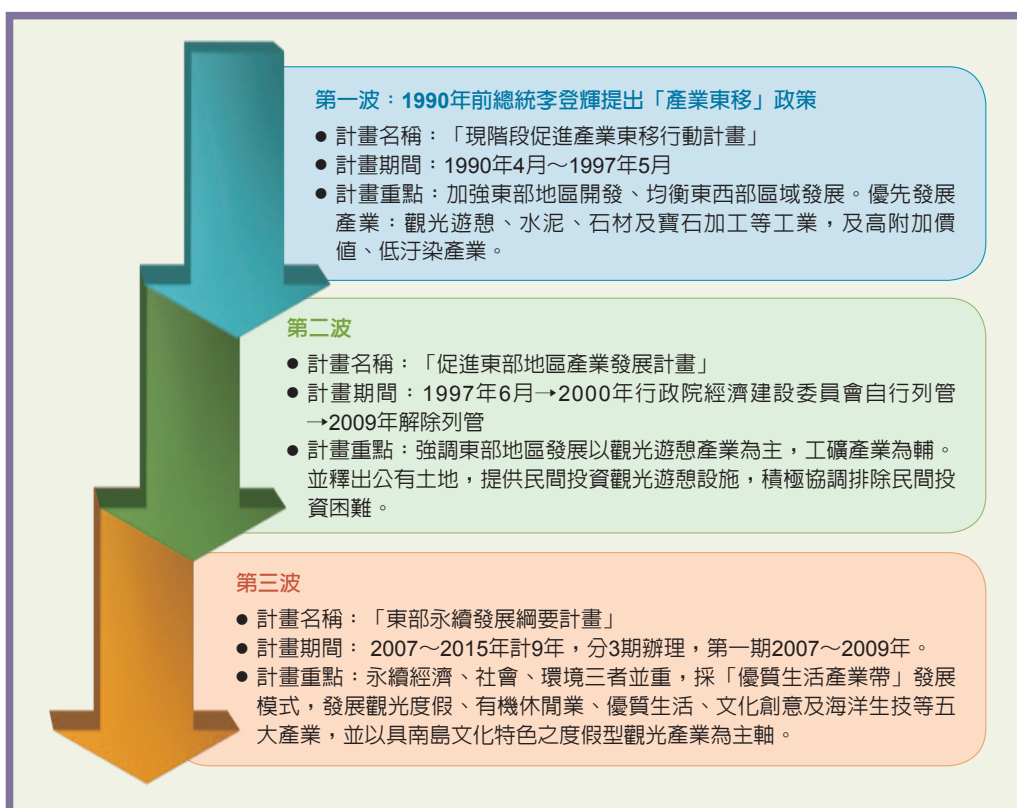 第一波：1990年前總統李登輝提出「產業東移」政策
● 計畫名稱：「現階段促進產業東移行動計畫」
● 計畫期間：1990年4月～1997年5月
● 計畫重點：加強東部地區開發、均衡東西部區域發展。優先發展
產業：觀光遊憩、水泥、石材及寶石加工等工業，及高附加價
值、低汙染產業。
第二波
● 計畫名稱：「促進東部地區產業發展計畫」
● 計畫期間：1997年6月→2000年行政院經濟建設委員會自行列管
→2009年解除列管
● 計畫重點：強調東部地區發展以觀光遊憩產業為主，工礦產業為輔。
並釋出公有土地，提供民間投資觀光遊憩設施，積極協調排除民間投
資困難。
第三波
● 計畫名稱：「東部永續發展綱要計畫」
● 計畫期間： 2007～2015年計9年，分3期辦理，第一期2007～2009年。
● 計畫重點：永續經濟、社會、環境三者並重，採「優質生活產業帶」發展
模式，發展觀光度假、有機休閒業、優質生活、文化創意及海洋生技等五
大產業，並以具南島文化特色之度假型觀光產業為主軸。